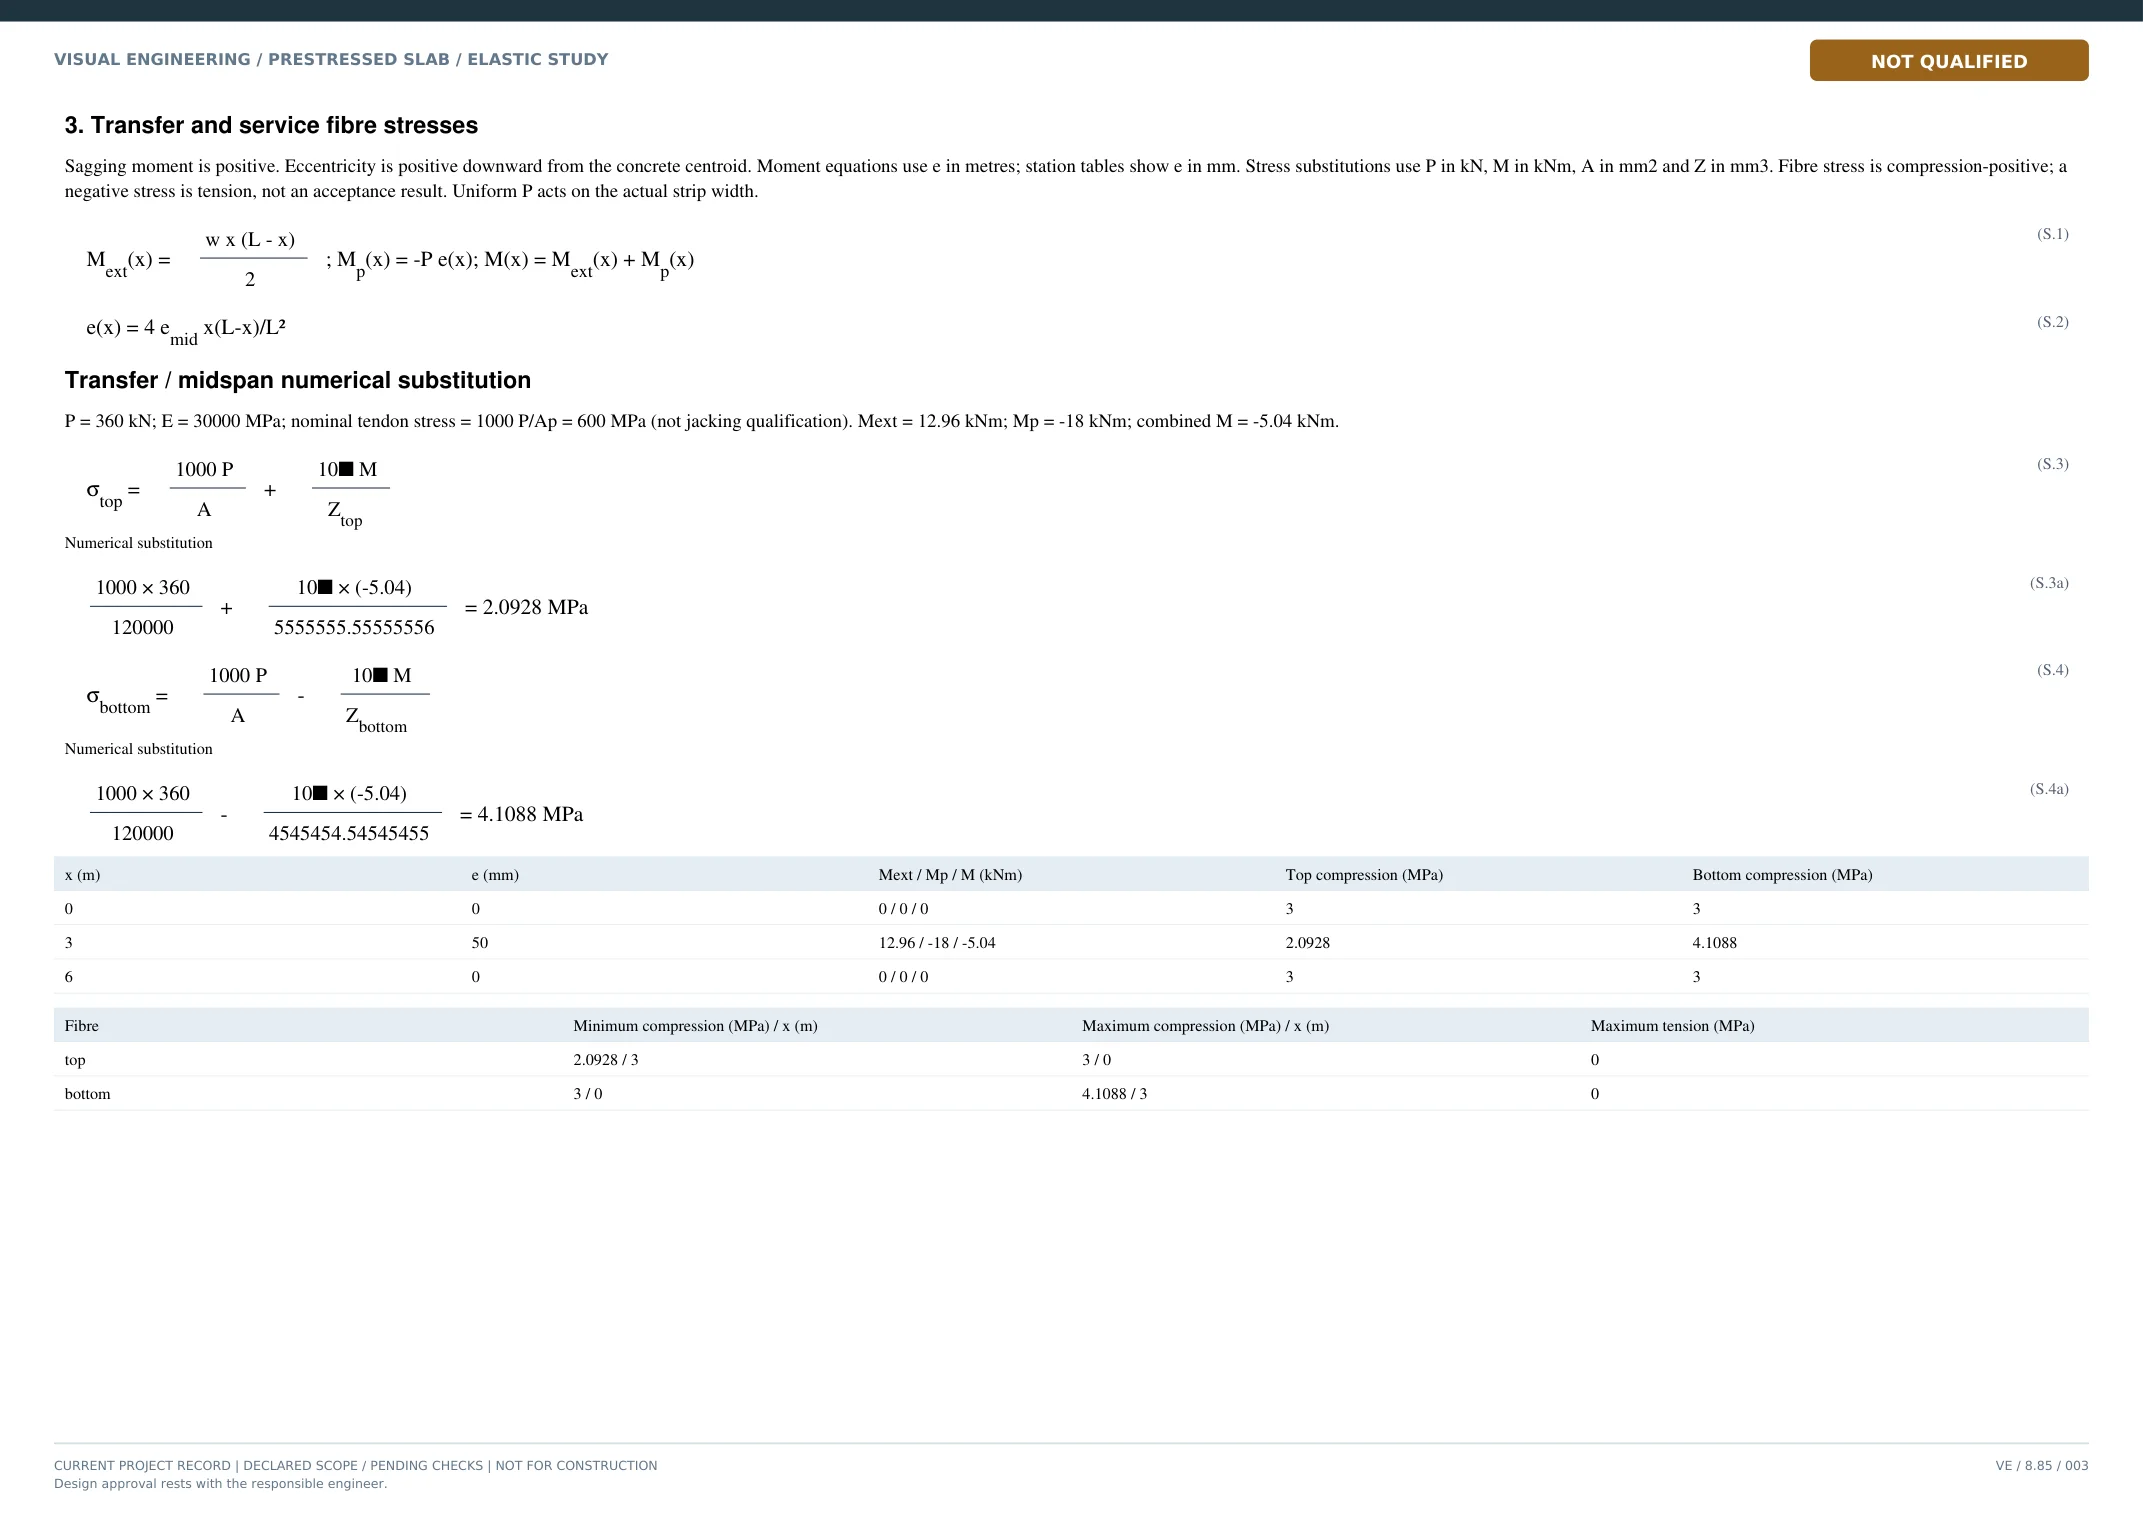 VISUAL ENGINEERING / PRESTRESSED SLAB / ELASTIC STUDY
NOT QUALIFIED
3. Transfer and service fibre stresses
Sagging moment is positive. Eccentricity is positive downward from the concrete centroid. Moment equations use e in metres; station tables show e in mm. Stress substitutions use P in kN, M in kNm, A in mm2 and Z in mm3. Fibre stress is compression-positive; a
negative stress is tension, not an acceptance result. Uniform P acts on the actual strip width.
(S.1)
w x (L - x)
Mext(x) = ; Mp(x) = -P e(x); M(x) = Mext(x) + Mp(x)
2
e(x) = 4 emid x(L-x)/L² (S.2)
Transfer / midspan numerical substitution
P = 360 kN; E = 30000 MPa; nominal tendon stress = 1000 P/Ap = 600 MPa (not jacking qualification). Mext = 12.96 kNm; Mp = -18 kNm; combined M = -5.04 kNm.
1000 P 10■ M (S.3)
σtop = +
A Ztop
Numerical substitution
1000 × 360 10■ × (-5.04) (S.3a)
+ = 2.0928 MPa
120000 5555555.55555556
1000 P 10■ M (S.4)
σbottom = -
A Zbottom
Numerical substitution
1000 × 360 10■ × (-5.04) (S.4a)
- = 4.1088 MPa
120000 4545454.54545455
x (m) e (mm) Mext / Mp / M (kNm) Top compression (MPa) Bottom compression (MPa)
0 0 0 / 0 / 0 3 3
3 50 12.96 / -18 / -5.04 2.0928 4.1088
6 0 0 / 0 / 0 3 3
Fibre Minimum compression (MPa) / x (m) Maximum compression (MPa) / x (m) Maximum tension (MPa)
top 2.0928 / 3 3 / 0 0
bottom 3 / 0 4.1088 / 3 0
CURRENT PROJECT RECORD | DECLARED SCOPE / PENDING CHECKS | NOT FOR CONSTRUCTION VE / 8.85 / 003
Design approval rests with the responsible engineer.